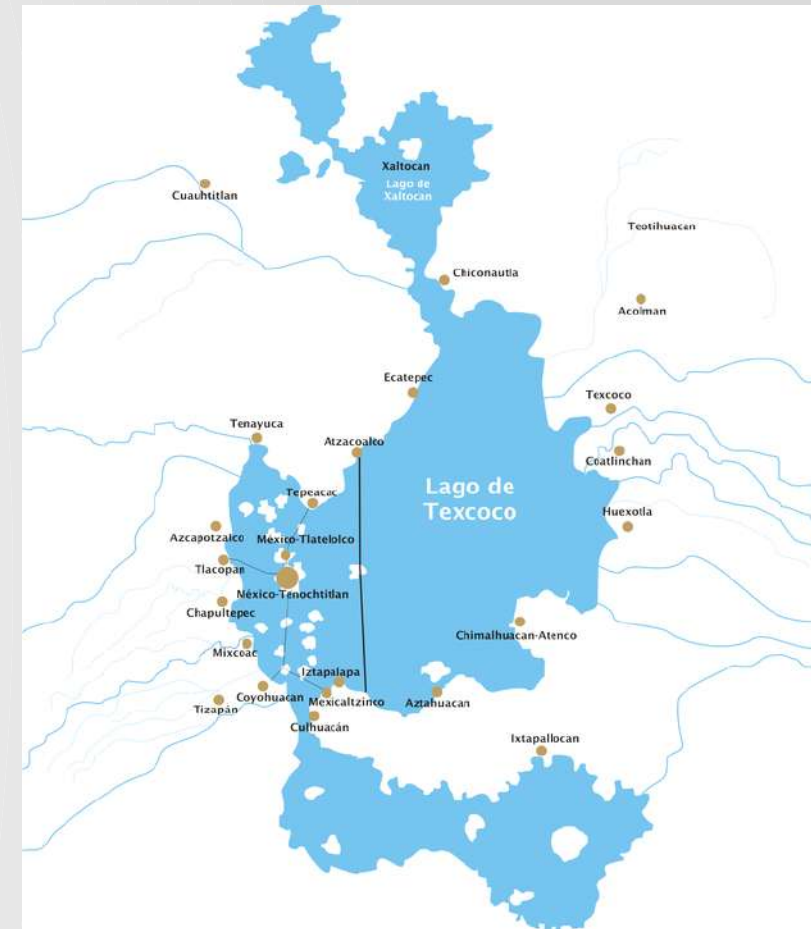 Xaltocan
Lago de
Xaltocan
Cuauhtitlan
Teotihuacan
Chiconautla
Acolman
Ecatepec
Texcoco
Tenayuca
Atzacoalco
Coatlinchan
Lago de
Texcoco
Tepeacac
Huexotla
Azcapotzalco
México-Tlatelolco
Tlacopan
México-Tenochtitlan
Chapultepec
Chimalhuacan-Atenco
Mixcoac
Iztapalapa
Coyohuacan
Mexicaltzinco
Aztahuacan
Tizapán
Culhuacán
Ixtapallocan